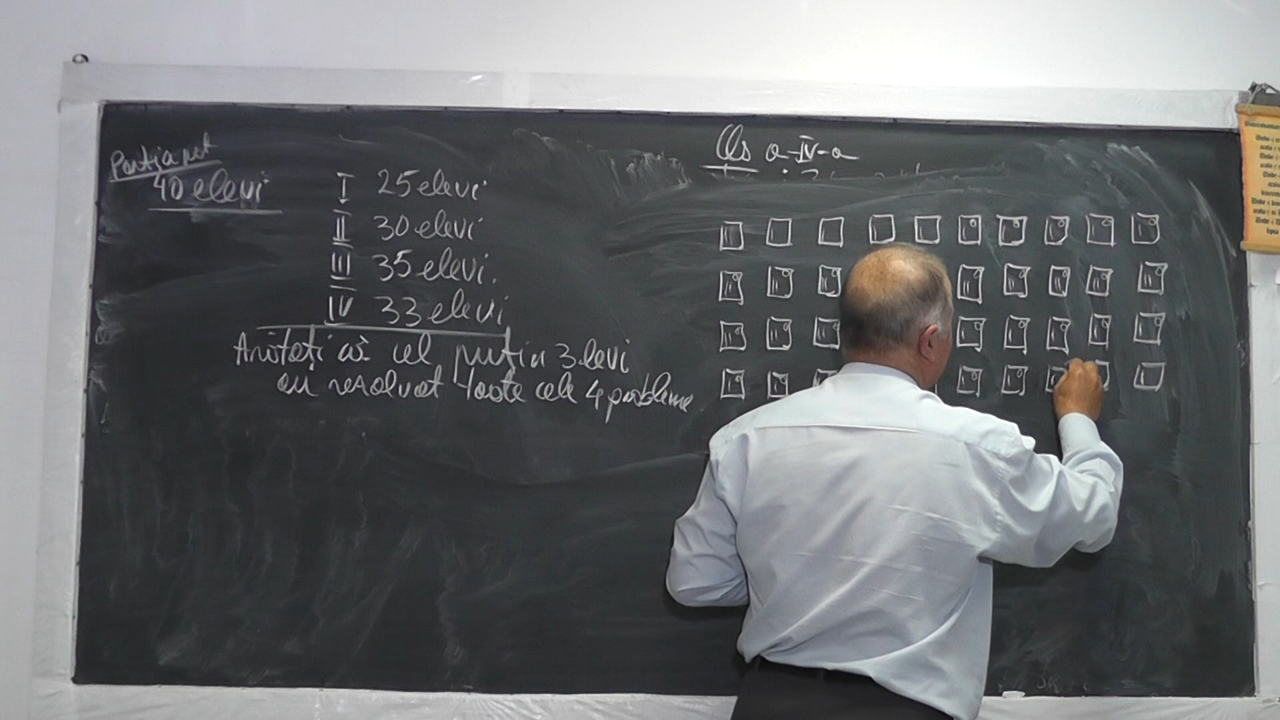 Participat
40 elevi
I 25 elevi
II 30 elevi
III 35 elevi.
IV 33 elevi
Arătați că cel puțin 3 elevi
au rezolvat toate cele 4 probleme
Cls a-IV-a